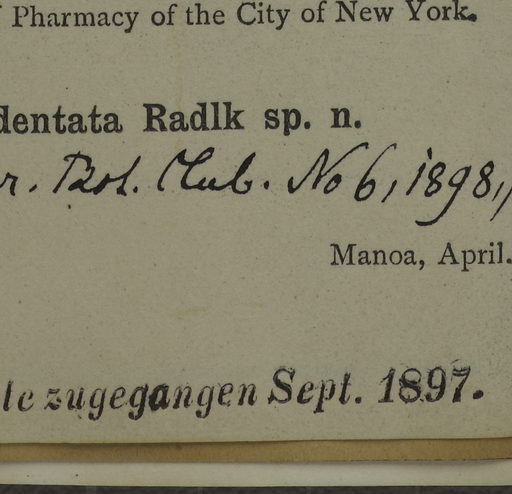 Pharmacy of the City of New York.
dentata Radlk sp. n.
r. Bot. Club. No 6, 1898,
Manoa, April.
zugegangen Sept. 1897.